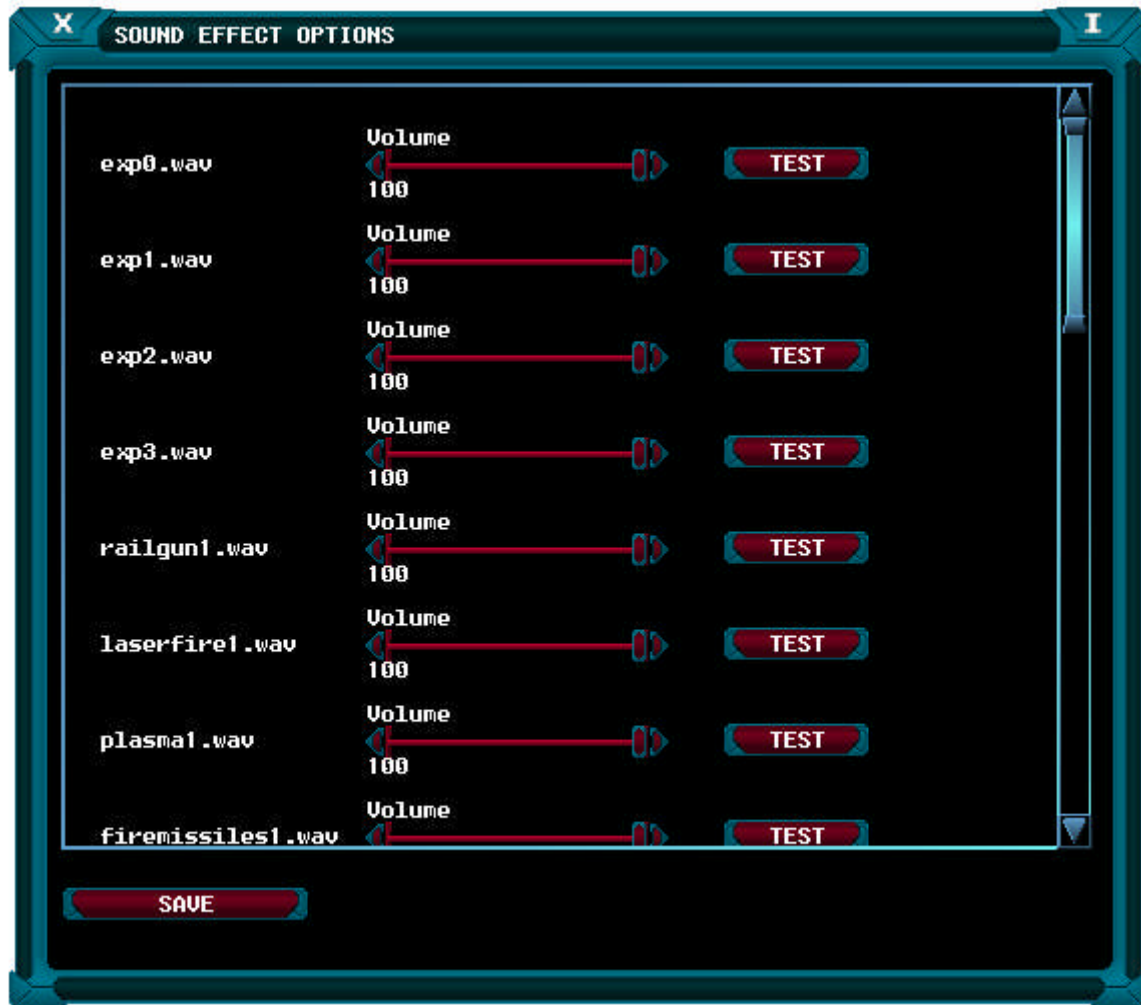 X SOUND EFFECT OPTIONS I
Volume
exp0.wav TEST
100
Volume
exp1.wav TEST
100
Volume
exp2.wav TEST
100
Volume
exp3.wav TEST
100
Volume
railgun1.wav TEST
100
Volume
laserfire1.wav TEST
100
Volume
plasma1.wav TEST
100
Volume
firemissiles1.wav TEST
SAVE